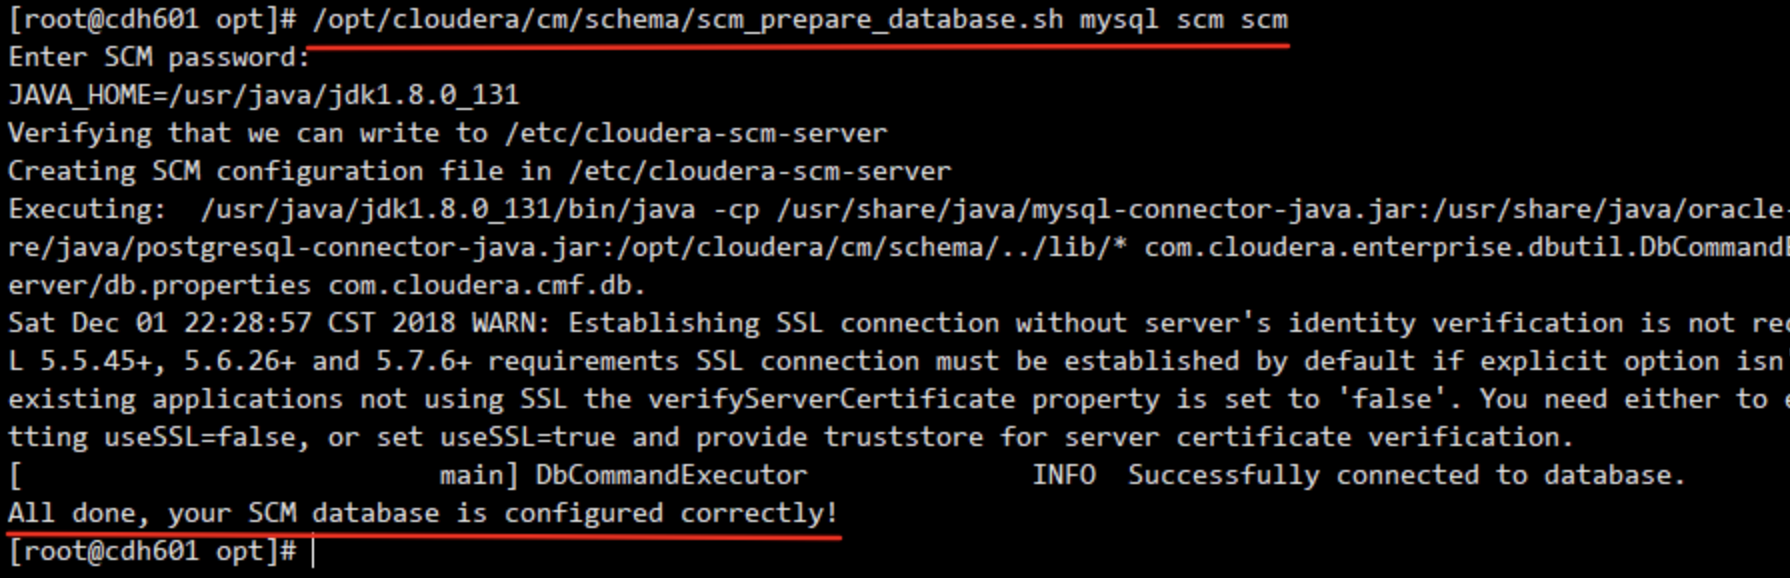 [root@cdh601 opt]# /opt/cloudera/cm/schema/scm_prepare_database.sh mysql scm scm
Enter SCM password:
JAVA_HOME=/usr/java/jdk1.8.0_131
Verifying that we can write to /etc/cloudera-scm-server
Creating SCM configuration file in /etc/cloudera-scm-server
Executing:  /usr/java/jdk1.8.0_131/bin/java -cp /usr/share/java/mysql-connector-java.jar:/usr/share/java/oracle-
re/java/postgresql-connector-java.jar:/opt/cloudera/cm/schema/../lib/* com.cloudera.enterprise.dbutil.DbCommand
erver/db.properties com.cloudera.cmf.db.
Sat Dec 01 22:28:57 CST 2018 WARN: Establishing SSL connection without server's identity verification is not
L 5.5.45+, 5.6.26+ and 5.7.6+ requirements SSL connection must be established by default if explicit option isn'
existing applications not using SSL the verifyServerCertificate property is set to 'false'. You need either to
tting useSSL=false, or set useSSL=true and provide truststore for server certificate verification.
[                           main] DbCommandExecutor              INFO  Successfully connected to database.
All done, your SCM database is configured correctly!
[root@cdh601 opt]#